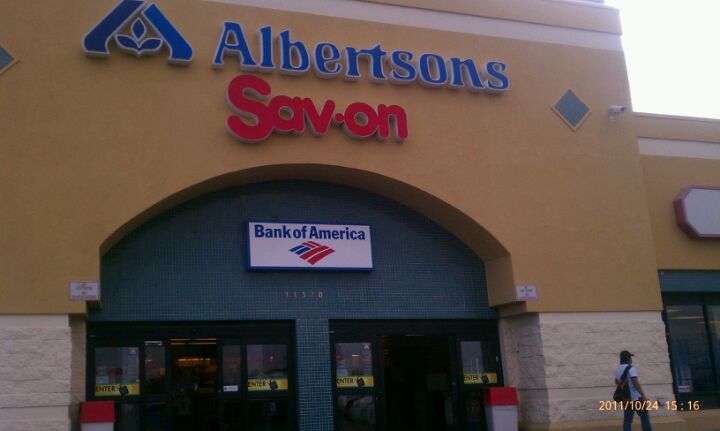 Albertsons
Sav-on
Bank of America
ENTER
ENTER
ENTER
ENTER
2011/10/24 15:16